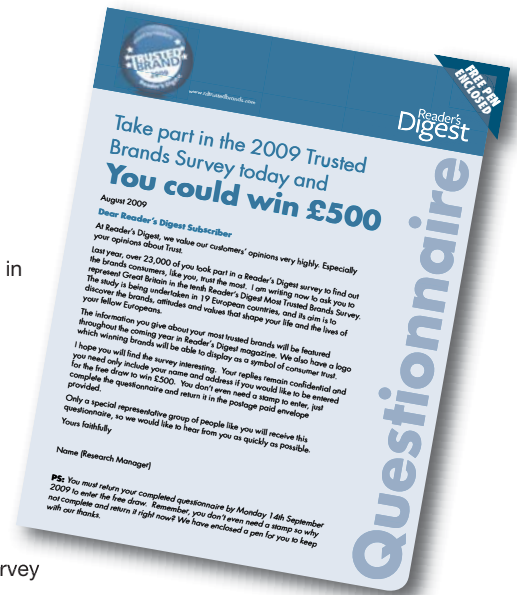 TRUSTED
BRAND
2009
Reader's Digest
www.rdtrustedbrands.com
FREE PEN
ENCLOSED
Reader's
Digest
Take part in the 2009 Trusted
Brands Survey today and
You could win £500
August 2009
Dear Reader's Digest Subscriber
At Reader's Digest, we value our customers' opinions very highly. Especially
your opinions about Trust.
Last year, over 23,000 of you took part in a Reader's Digest survey to find out
the brands consumers, like you, trust the most. I am writing now to ask you to
represent Great Britain in the tenth Reader's Digest Most Trusted Brands Survey.
The study is being undertaken in 19 European countries, and its aim is to
discover the brands, attitudes and values that shape your life and the lives of
your fellow Europeans.
The information you give about your most trusted brands will be featured
throughout the coming year in Reader's Digest magazine. We also have a logo
which winning brands will be able to display as a symbol of consumer trust.
I hope you will find the survey interesting. Your replies remain confidential and
you need only include your name and address if you would like to be entered
for the free draw to win £500. You don't even need a stamp to enter, just
complete the questionnaire and return it in the postage paid envelope
provided.
Only a special representative group of people like you will receive this
questionnaire, so we would like to hear from you as quickly as possible.
Yours faithfully
Name (Research Manager)
PS: You must return your completed questionnaire by Monday 14th September
2009 to enter the free draw. Remember, you don't even need a stamp so why
not complete and return it right now? We have enclosed a pen for you to keep
with our thanks.
Questionnaire
in
rvey